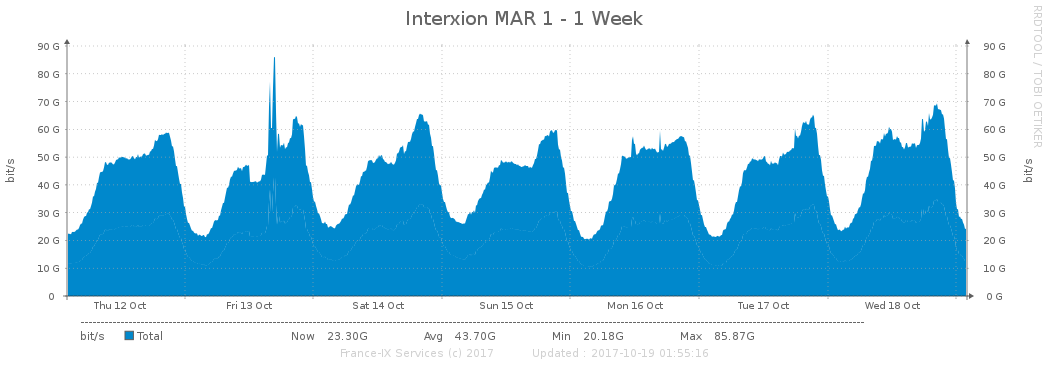 Interxion MAR 1 - 1 Week
RRDTOOL / TOBI OETIKER
bit/s
90 G
80 G
70 G
60 G
50 G
40 G
30 G
20 G
10 G
0
90 G
80 G
70 G
60 G
50 G
40 G
30 G
20 G
10 G
0 G
bit/s
Thu 12 Oct Fri 13 Oct Sat 14 Oct Sun 15 Oct Mon 16 Oct Tue 17 Oct Wed 18 Oct
bit/s Total Now 23.30G Avg 43.70G Min 20.18G Max 85.87G
France-IX Services (c) 2017 Updated : 2017-10-19 01:55:16